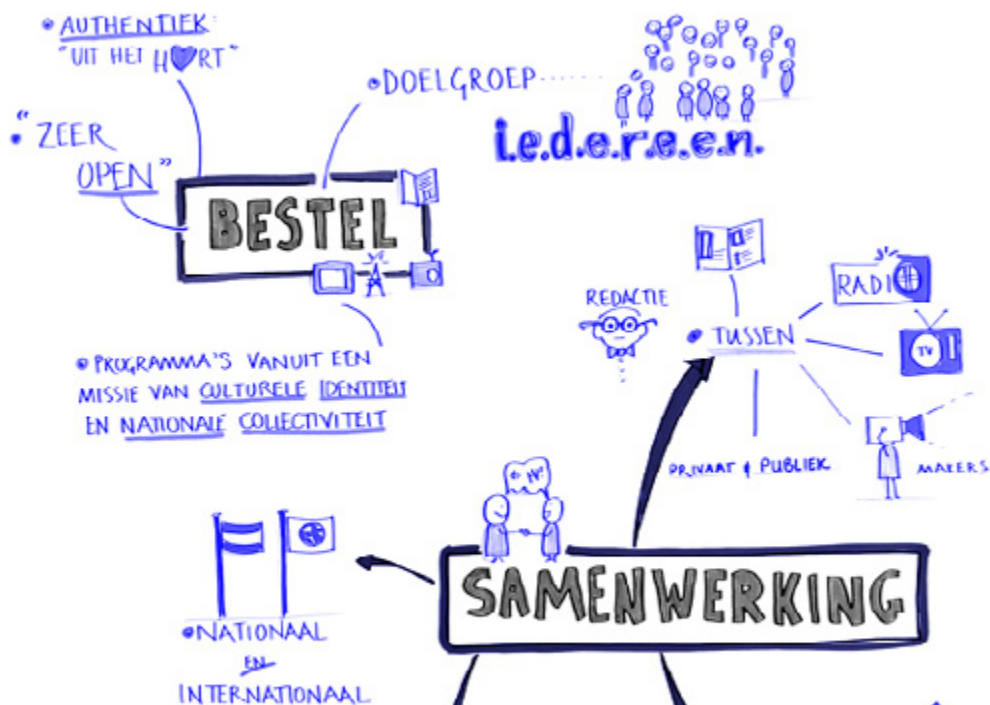 • AUTHENTIEK:
"UIT HET H♥RT"
• "ZEER
OPEN"
• DOELGROEP
i.e.d.e.r.e.e.n.
BESTEL
• PROGRAMMA'S VANUIT EEN
MISSIE VAN CULTURELE IDENTITEIT
EN NATIONALE COLLECTIVITEIT
REDACTIE
• TUSSEN
RADIO
TV
PRIVAAT & PUBLIEK
MAKERS
SAMENWERKING
• NATIONAAL
EN
INTERNATIONAAL